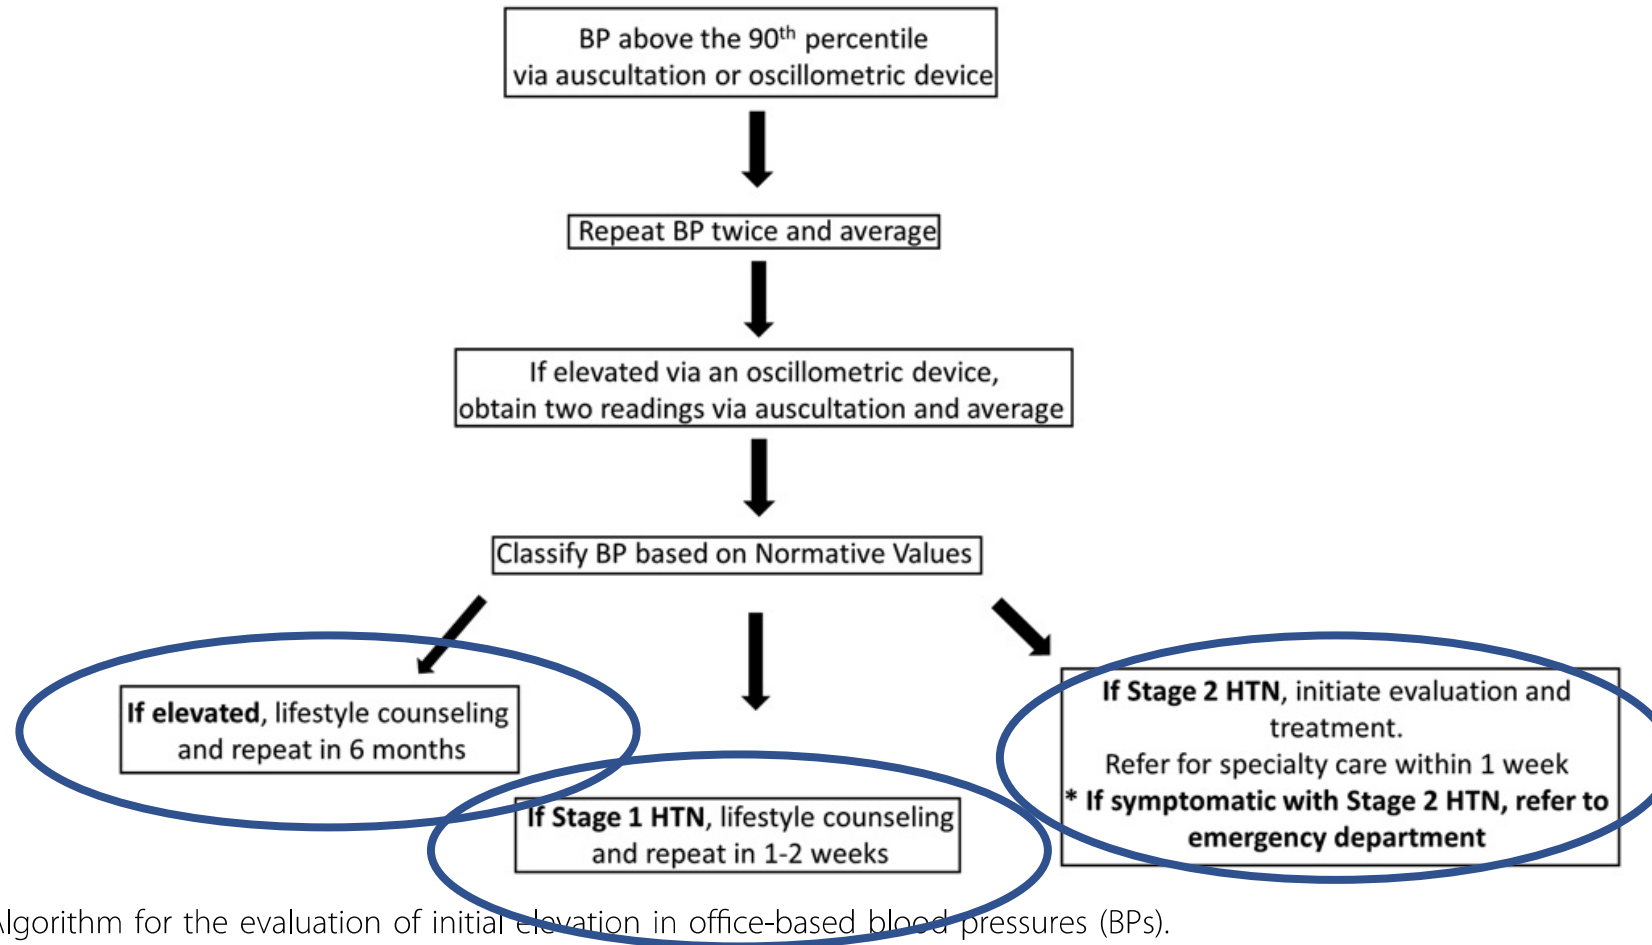 BP above the 90th percentile
via auscultation or oscillometric device
Repeat BP twice and average
If elevated via an oscillometric device,
obtain two readings via auscultation and average
Classify BP based on Normative Values
If elevated, lifestyle counseling
and repeat in 6 months
If Stage 1 HTN, lifestyle counseling
and repeat in 1-2 weeks
If Stage 2 HTN, initiate evaluation and
treatment.
Refer for specialty care within 1 week
* If symptomatic with Stage 2 HTN, refer to
emergency department
Algorithm for the evaluation of initial elevation in office-based blood pressures (BPs).